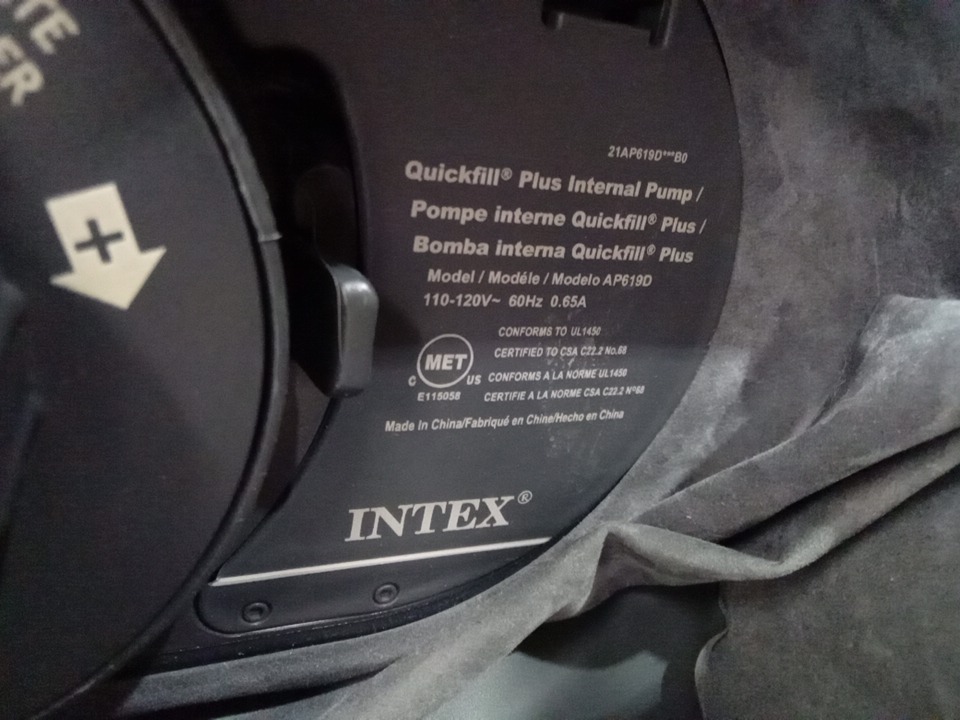 21AP619D***B0
Quickfill® Plus Internal Pump /
Pompe interne Quickfill® Plus /
Bomba interna Quickfill® Plus
Model / Modéle / Modelo AP619D
110-120V~ 60Hz 0.65A
CONFORMS TO UL1450
CERTIFIED TO CSA C22.2 No.68
CONFORMS A LA NORME UL1450
CERTIFIE A LA NORME CSA C22.2 N°68
C MET US
E115058
Made in China/Fabriqué en Chine/Hecho en China
INTEX®
+